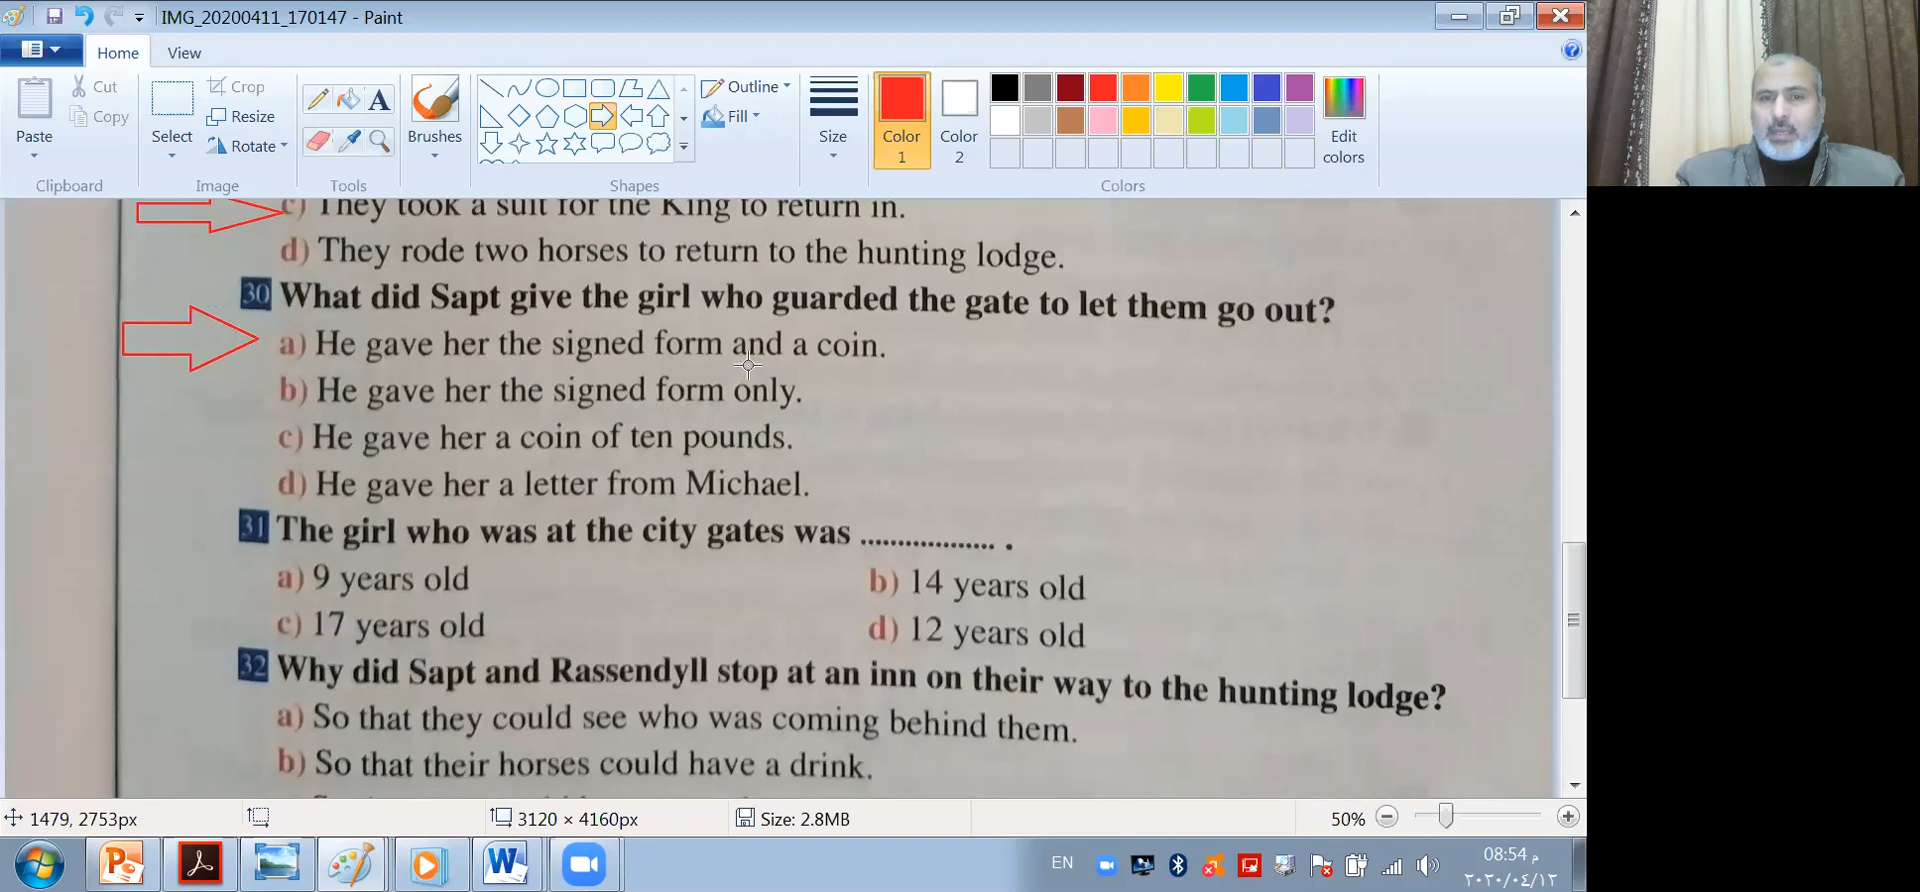 IMG_20200411_170147 - Paint
Home View
Paste
Cut
Copy
Clipboard
Select
Crop
Resize
Rotate
Image
A
Tools
Brushes
Shapes
Outline
Fill
Size
Color 1
Color 2
Edit colors
Colors
c) They took a suit for the King to return in.
d) They rode two horses to return to the hunting lodge.
30 What did Sapt give the girl who guarded the gate to let them go out?
a) He gave her the signed form and a coin.
b) He gave her the signed form only.
c) He gave her a coin of ten pounds.
d) He gave her a letter from Michael.
31 The girl who was at the city gates was .................. .
a) 9 years old b) 14 years old
c) 17 years old d) 12 years old
32 Why did Sapt and Rassendyll stop at an inn on their way to the hunting lodge?
a) So that they could see who was coming behind them.
b) So that their horses could have a drink.
1479, 2753px 3120 × 4160px Size: 2.8MB 50%
EN
08:54 م
٢٠٢٠/٠٤/١٢